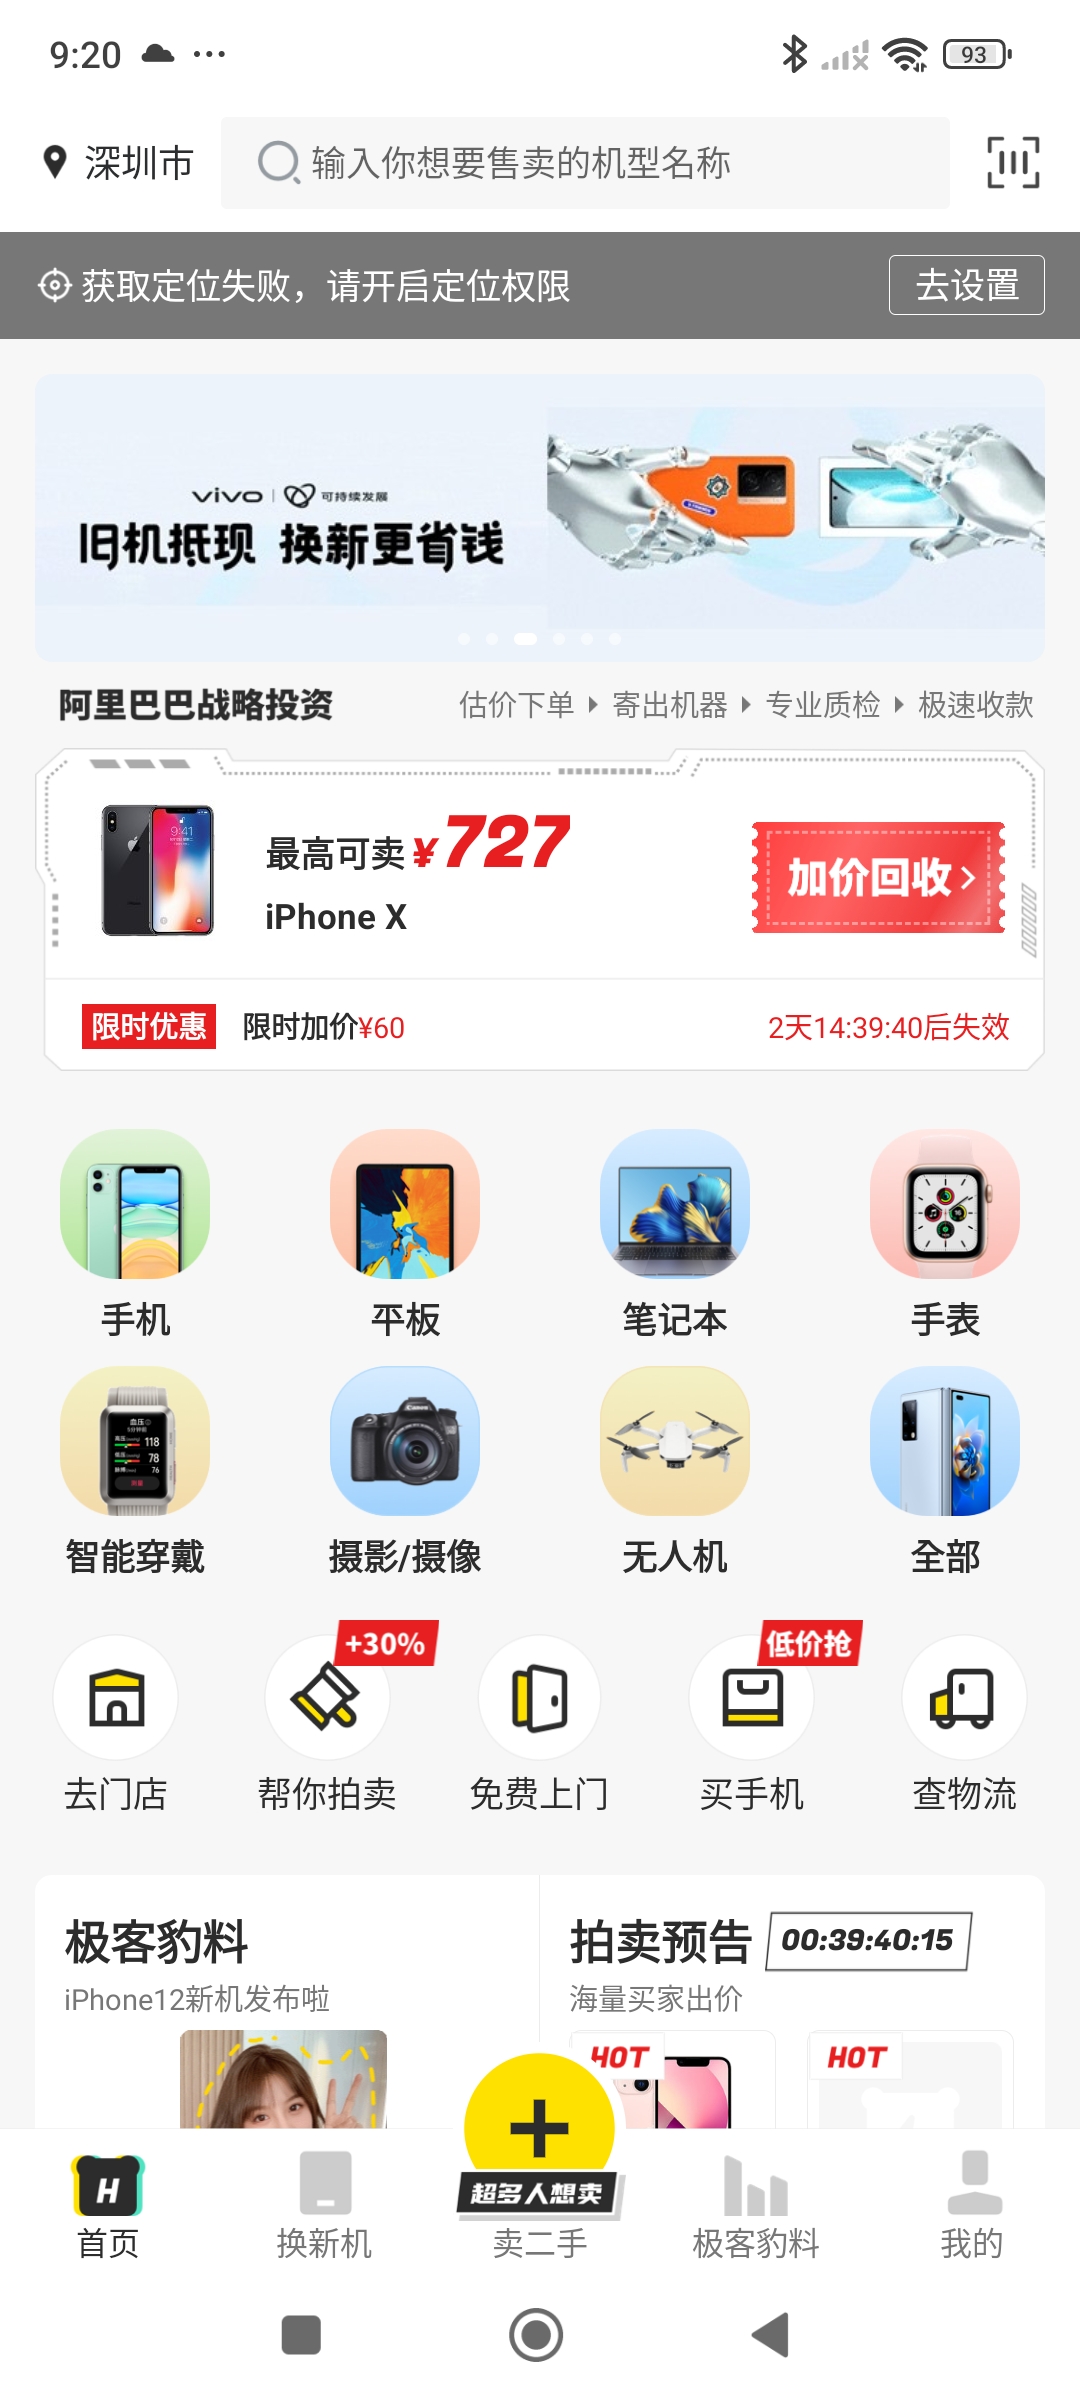 9:20
93
深圳市
输入你想要售卖的机型名称
获取定位失败，请开启定位权限
去设置
vivo | 可持续发展
旧机抵现 换新更省钱
阿里巴巴战略投资
估价下单 寄出机器 专业质检 极速收款
最高可卖¥727
iPhone X
加价回收
限时优惠
限时加价¥60
2天14:39:40后失效
手机
平板
笔记本
手表
智能穿戴
摄影/摄像
无人机
全部
+30%
低价抢
去门店
帮你拍卖
免费上门
买手机
查物流
极客豹料
iPhone12新机发布啦
拍卖预告
00:39:40:15
海量买家出价
HOT
HOT
H
超多人想卖
首页
换新机
卖二手
极客豹料
我的